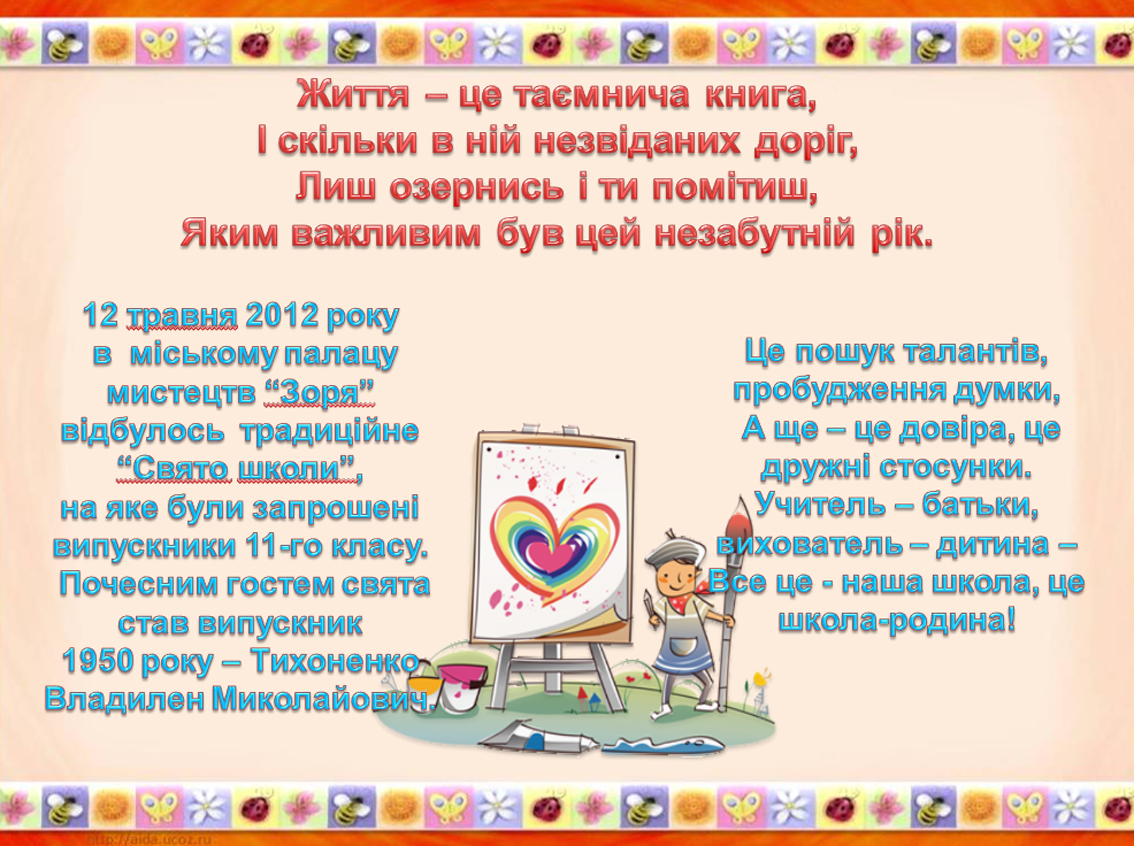 Життя – це таємнича книга,
І скільки в ній незвіданих доріг,
Лиш озернись і ти помітиш,
Яким важливим був цей незабутній рік.
12 травня 2012 року
в міському палацу
мистецтв “Зоря”
відбулось традиційне
“Свято школи”,
на яке були запрошені
випускники 11-го класу.
Почесним гостем свята
став випускник
1950 року – Тихоненко
Владилен Миколайович.
Це пошук талантів,
пробудження думки,
А ще – це довіра, це
дружні стосунки.
Учитель – батьки,
вихователь – дитина –
Все це - наша школа, це
школа-родина!
http://aida.ucoz.ru